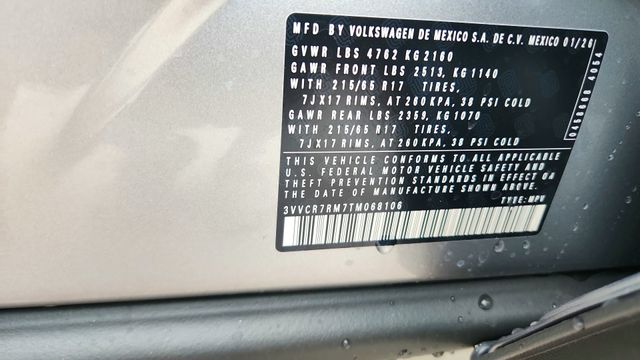 MFD BY VOLKSWAGEN DE MEXICO S.A. DE C.V. MEXICO 01/26
GVWR LBS 4762 KG 2160
GAWR FRONT LBS 2513, KG 1140
WITH 215/65 R17 TIRES,
7JX17 RIMS, AT 260 KPA, 38 PSI COLD
GAWR REAR LBS 2359, KG 1070
WITH 215/65 R17 TIRES,
7JX17 RIMS, AT 260 KPA, 38 PSI COLD
THIS VEHICLE CONFORMS TO ALL APPLICABLE
U.S. FEDERAL MOTOR VEHICLE SAFETY AND
THEFT PREVENTION STANDARDS IN EFFECT ON
THE DATE OF MANUFACTURE SHOWN ABOVE.
3VVCR7RM7TM068106 TYPE: MPV
4054